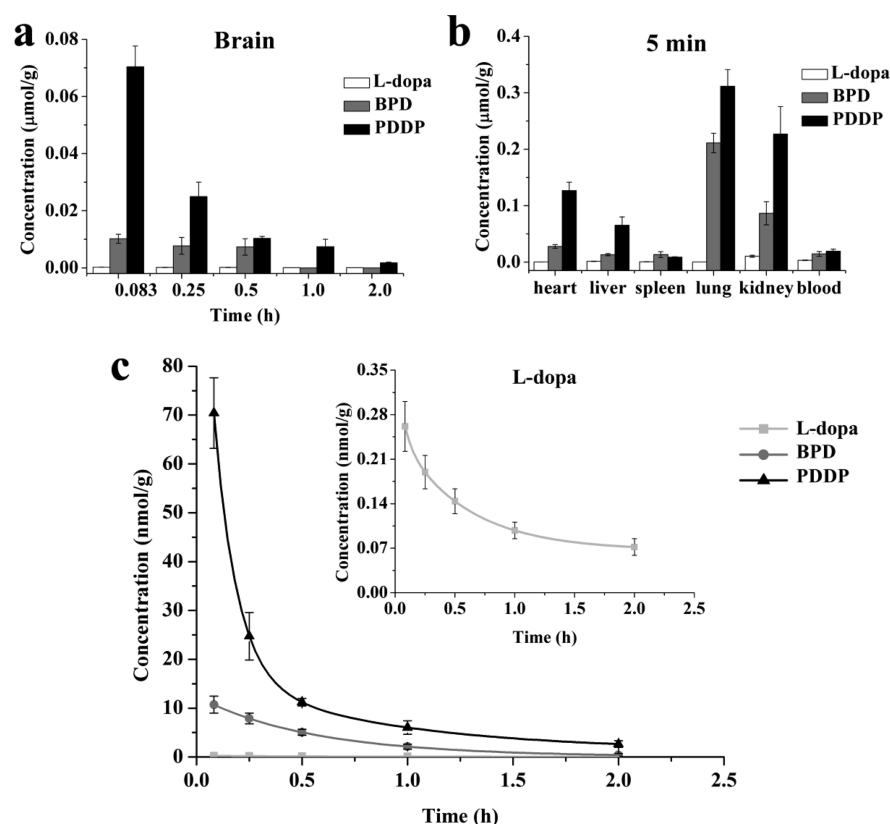 a
Brain
Concentration (μmol/g)
0.08
0.06
0.04
0.02
0.00
L-dopa
BPD
PDDP
0.083 0.25 0.5 1.0 2.0
Time (h)
b
5 min
Concentration (μmol/g)
0.4
0.3
0.2
0.1
0.0
L-dopa
BPD
PDDP
heart liver spleen lung kidney blood
c
Concentration (nmol/g)
80
70
60
50
40
30
20
10
0
0.0 0.5 1.0 1.5 2.0 2.5
Time (h)
L-dopa
Concentration (nmol/g)
0.35
0.28
0.21
0.14
0.07
0.00
0.0 0.5 1.0 1.5 2.0 2.5
Time (h)
L-dopa
BPD
PDDP